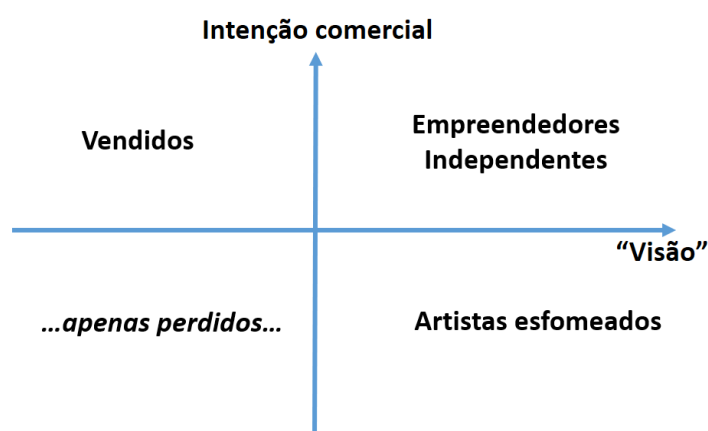 Intenção comercial
Vendidos
Empreendedores
Independentes
“Visão”
...apenas perdidos...
Artistas esfomeados